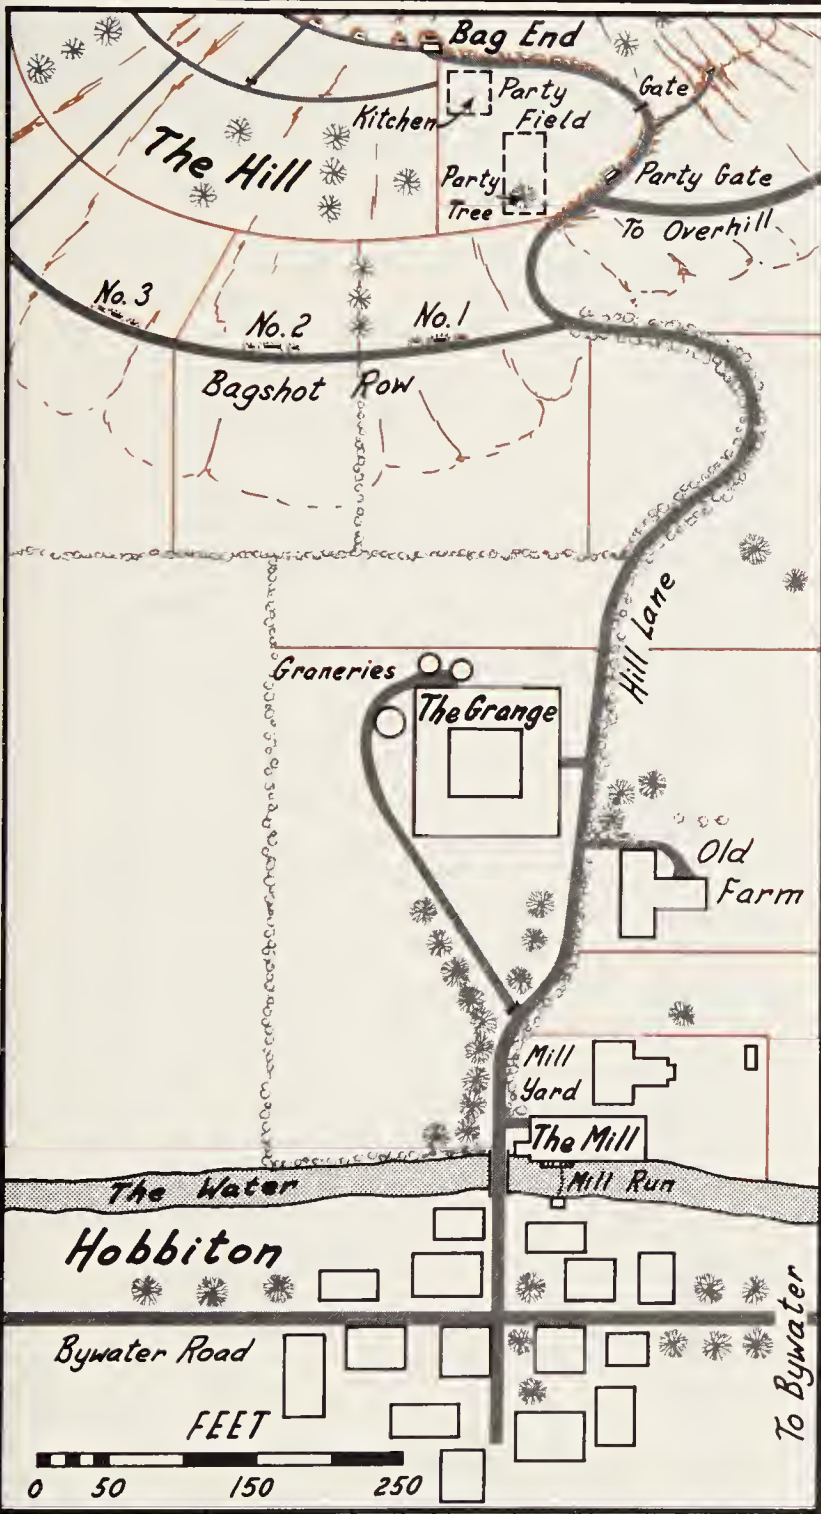 Bag End
Party
Field
Gate
Kitchen
The Hill
Party
Tree
Party Gate
To Overhill
No. 3
No. 2
No. 1
Bagshot Row
Hill Lane
Graneries
The Grange
Old
Farm
Mill
Yard
The Mill
The Water
Mill Run
Hobbiton
Bywater Road
To Bywater
FEET
0 50 150 250